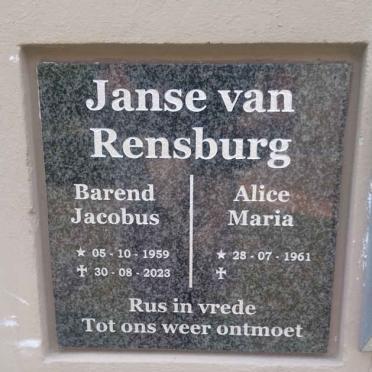 Janse van
Rensburg
Barend
Jacobus
★ 05 - 10 - 1959
✝ 30 - 08 - 2023
Alice
Maria
★ 28 - 07 - 1961
✝
Rus in vrede
Tot ons weer ontmoet